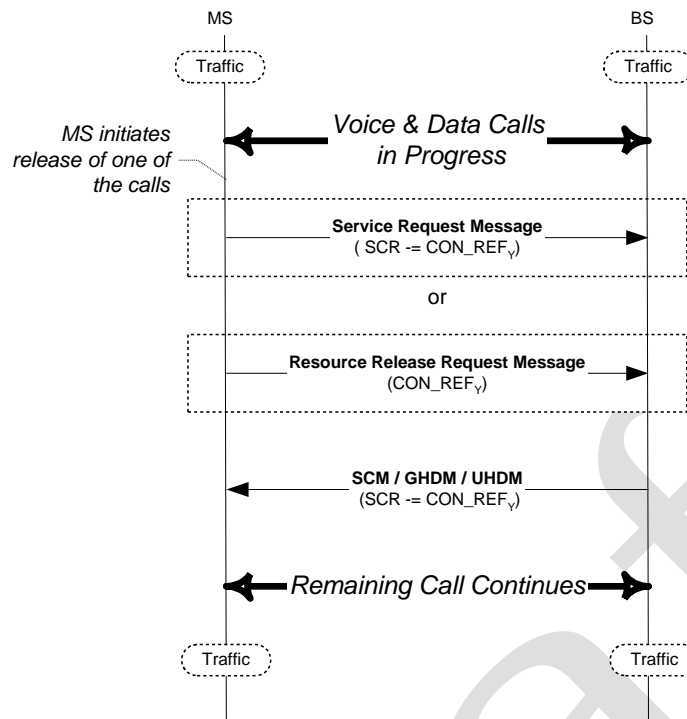 MS BS
Traffic Traffic
Voice & Data Calls
in Progress
MS initiates
release of one of
the calls
Service Request Message
( SCR -= CON_REFY)
or
Resource Release Request Message
(CON_REFY)
SCM / GHDM / UHDM
(SCR -= CON_REFY)
Remaining Call Continues
Traffic Traffic